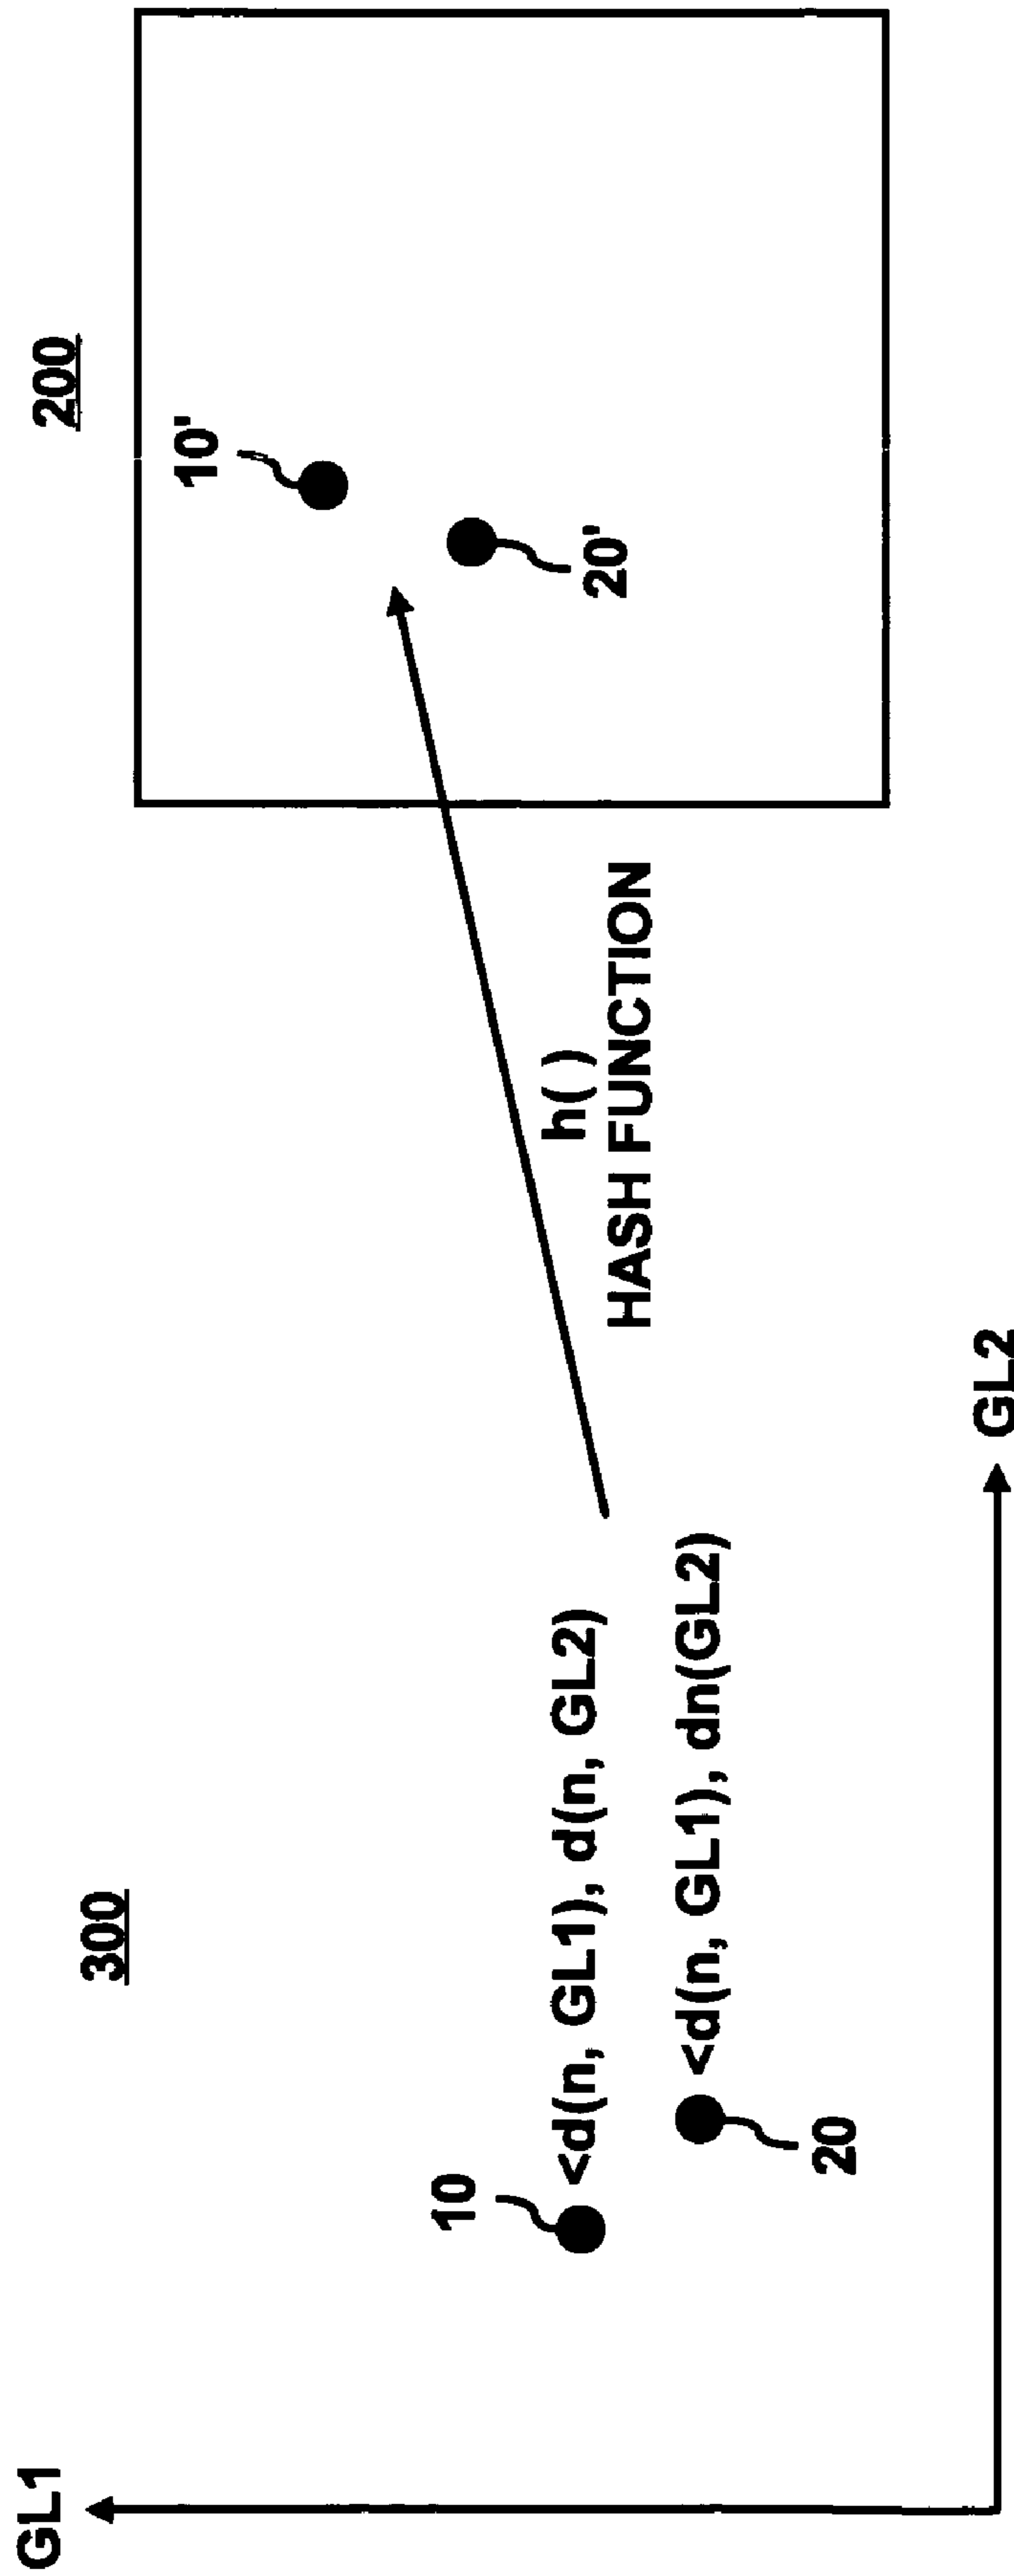 300
200
GL1
10
<d(n, GL1), d(n, GL2)
<d(n, GL1), dn(GL2)
20
GL2
h( )
HASH FUNCTION
10'
20'